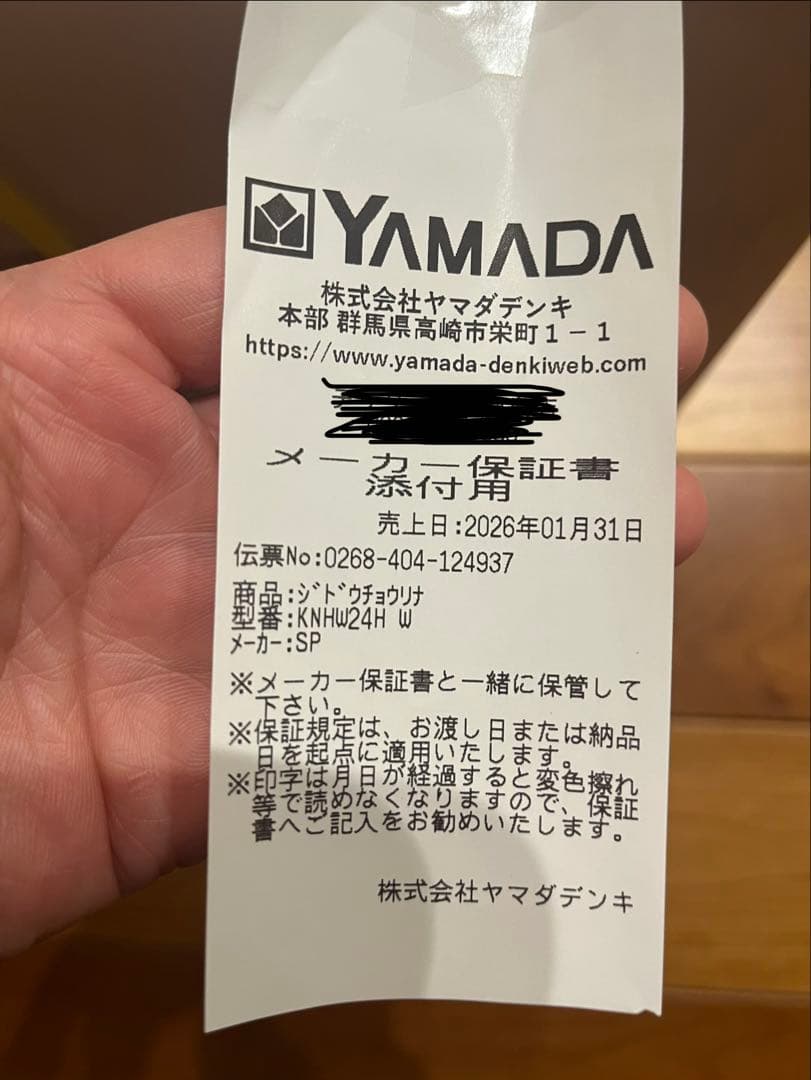 YAMADA
株式会社ヤマダデンキ
本部 群馬県高崎市栄町1-1
https://www.yamada-denkiweb.com
メーカー保証書
添付用
売上日:2026年01月31日
伝票No:0268-404-124937
商品:ジドウチョウリナ
型番:KNHW24H W
メーカー:SP
※メーカー保証書と一緒に保管して
下さい。
※保証規定は、お渡し日または納品
日を起点に適用いたします。
※印字は月日が経過すると変色擦れ
等で読めなくなりますので、保証
書へご記入をお勧めいたします。
株式会社ヤマダデンキ